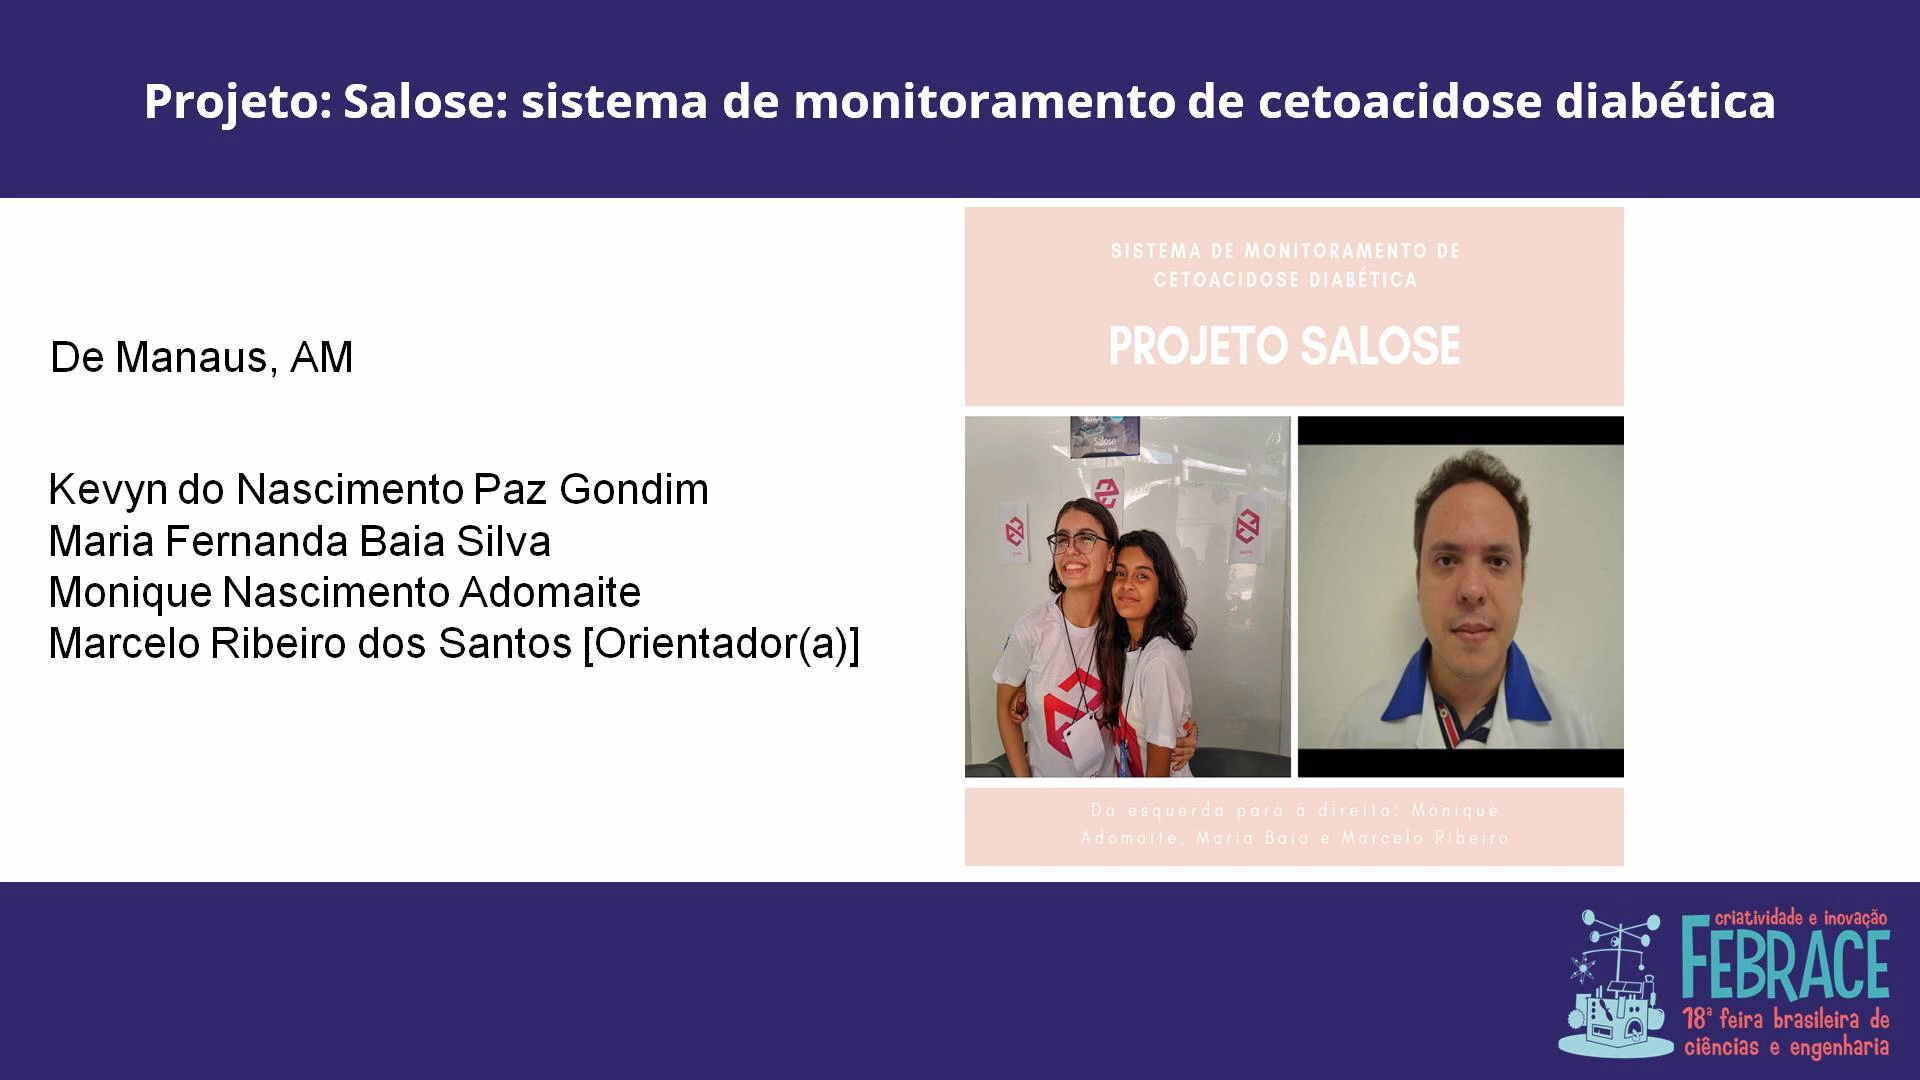 Projeto: Salose: sistema de monitoramento de cetoacidose diabética
De Manaus, AM
Kevyn do Nascimento Paz Gondim
Maria Fernanda Baia Silva
Monique Nascimento Adomaite
Marcelo Ribeiro dos Santos [Orientador(a)]
SISTEMA DE MONITORAMENTO DE
CETOACIDOSE DIABÉTICA
PROJETO SALOSE
Salose
Da esquerda para a direita: Monique
Adomaite, Maria Baia e Marcelo Ribeiro
criatividade e inovação
FEBRACE
18ª feira brasileira de
ciências e engenharia